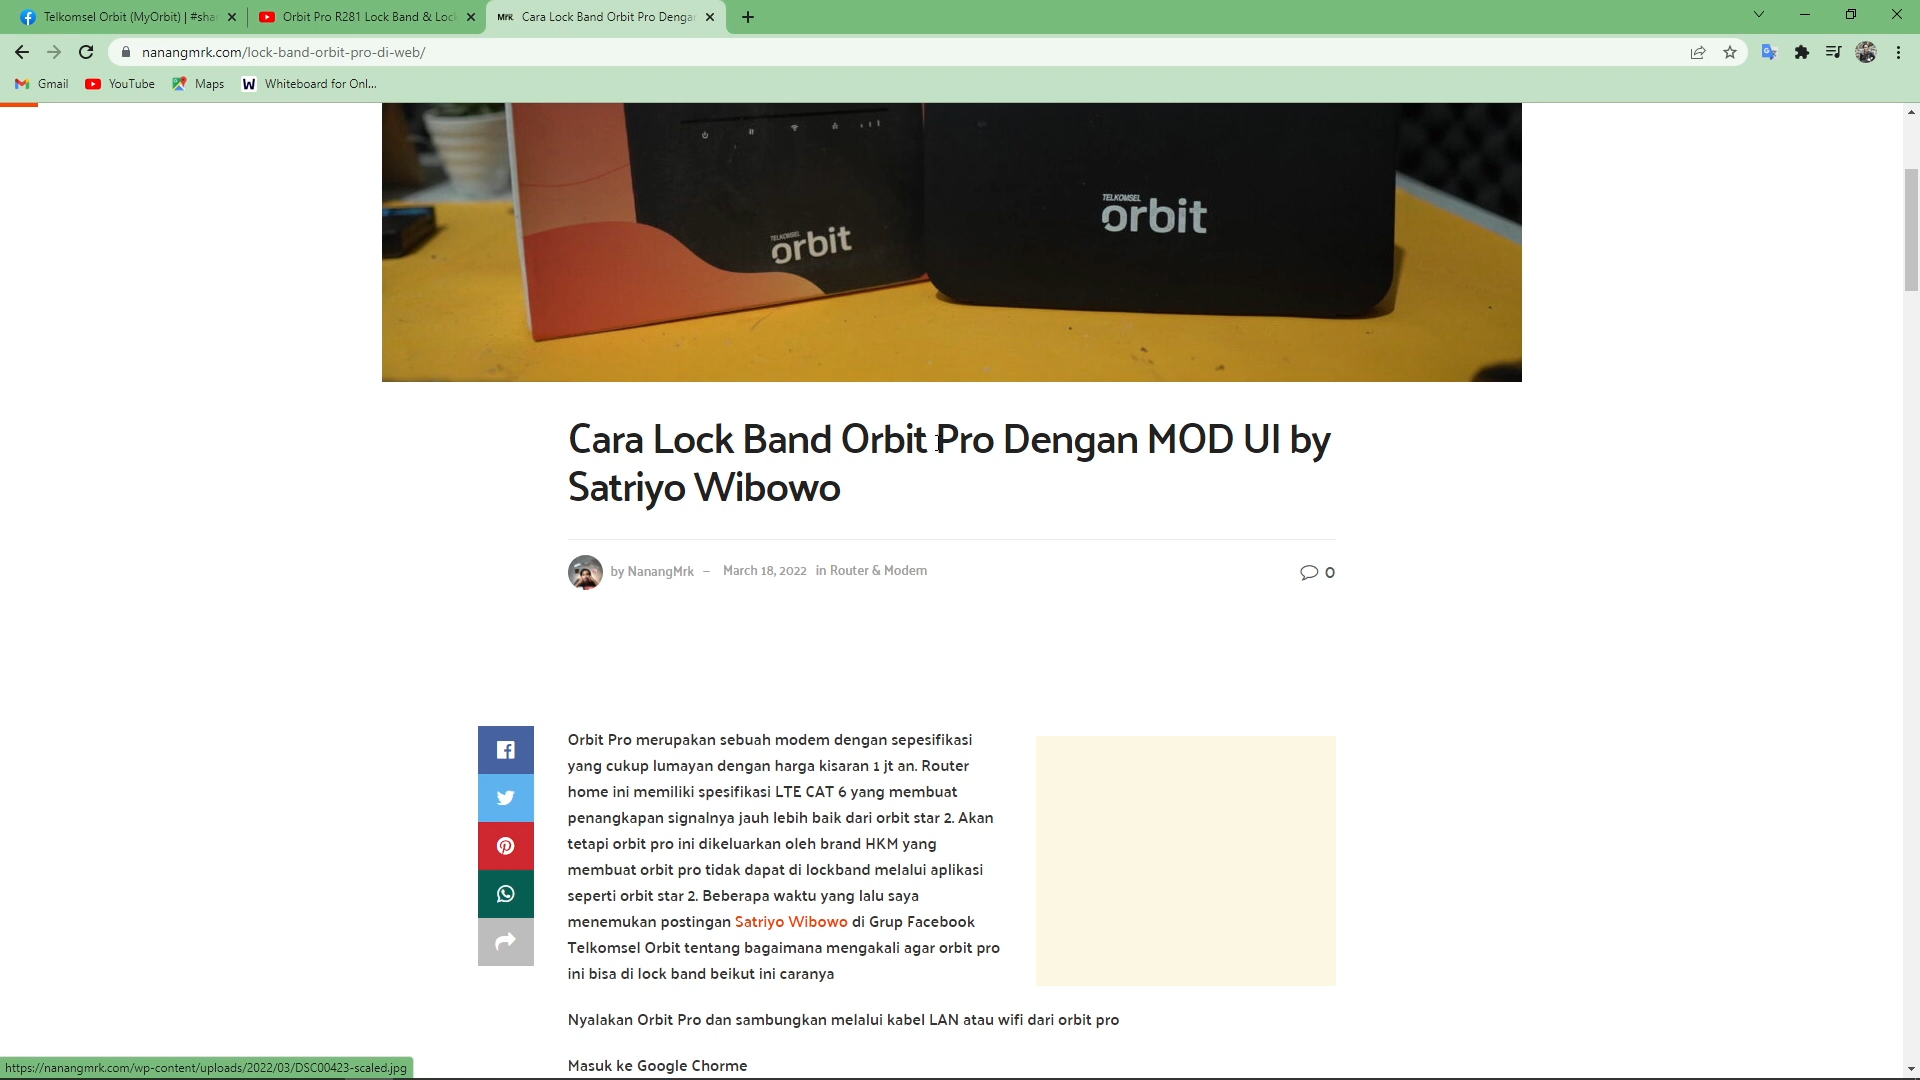 Telkomsel Orbit (MyOrbit) | #shar
Orbit Pro R281 Lock Band & Lock
MrK Cara Lock Band Orbit Pro Dengan
nanangmrk.com/lock-band-orbit-pro-di-web/
Gmail
YouTube
Maps
W Whiteboard for Onl...
TELKOMSEL
orbit
TELKOMSEL
orbit
Cara Lock Band Orbit Pro Dengan MOD UI by
Satriyo Wibowo
by NanangMrk – March 18, 2022 in Router & Modem
0
Orbit Pro merupakan sebuah modem dengan sepesifikasi
yang cukup lumayan dengan harga kisaran 1 jt an. Router
home ini memiliki spesifikasi LTE CAT 6 yang membuat
penangkapan signalnya jauh lebih baik dari orbit star 2. Akan
tetapi orbit pro ini dikeluarkan oleh brand HKM yang
membuat orbit pro tidak dapat di lockband melalui aplikasi
seperti orbit star 2. Beberapa waktu yang lalu saya
menemukan postingan Satriyo Wibowo di Grup Facebook
Telkomsel Orbit tentang bagaimana mengakali agar orbit pro
ini bisa di lock band beikut ini caranya
Nyalakan Orbit Pro dan sambungkan melalui kabel LAN atau wifi dari orbit pro
Masuk ke Google Chorme
https://nanangmrk.com/wp-content/uploads/2022/03/DSC00423-scaled.jpg